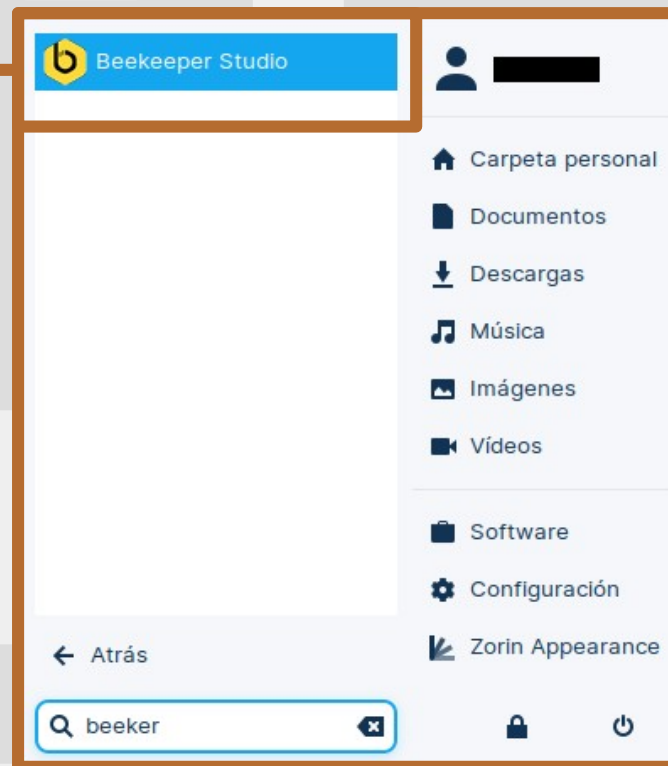 Beekeeper Studio
Carpeta personal
Documentos
Descargas
Música
Imágenes
Vídeos
Software
Configuración
Zorin Appearance
Atrás
beeker